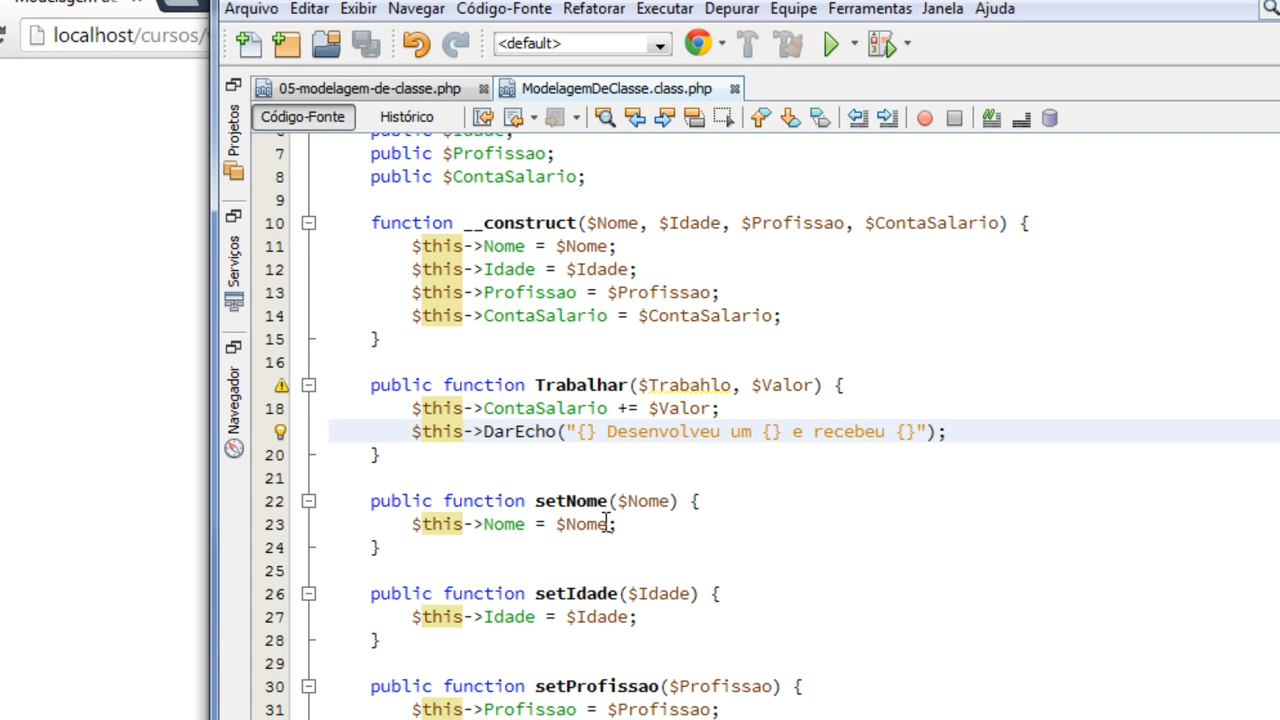 Modelagem de
localhost/cursos/
Arquivo Editar Exibir Navegar Código-Fonte Refatorar Executar Depurar Equipe Ferramentas Janela Ajuda
<default>
05-modelagem-de-classe.php
ModelagemDeClasse.class.php
Código-Fonte Histórico
Projetos
Serviços
Navegador
6 public $Idade;
7 public $Profissao;
8 public $ContaSalario;
9
10 function __construct($Nome, $Idade, $Profissao, $ContaSalario) {
11 $this->Nome = $Nome;
12 $this->Idade = $Idade;
13 $this->Profissao = $Profissao;
14 $this->ContaSalario = $ContaSalario;
15 }
16
public function Trabalhar($Trabahlo, $Valor) {
18 $this->ContaSalario += $Valor;
$this->DarEcho("{} Desenvolveu um {} e recebeu {}");
20 }
21
22 public function setNome($Nome) {
23 $this->Nome = $Nome;
24 }
25
26 public function setIdade($Idade) {
27 $this->Idade = $Idade;
28 }
29
30 public function setProfissao($Profissao) {
31 $this->Profissao = $Profissao;